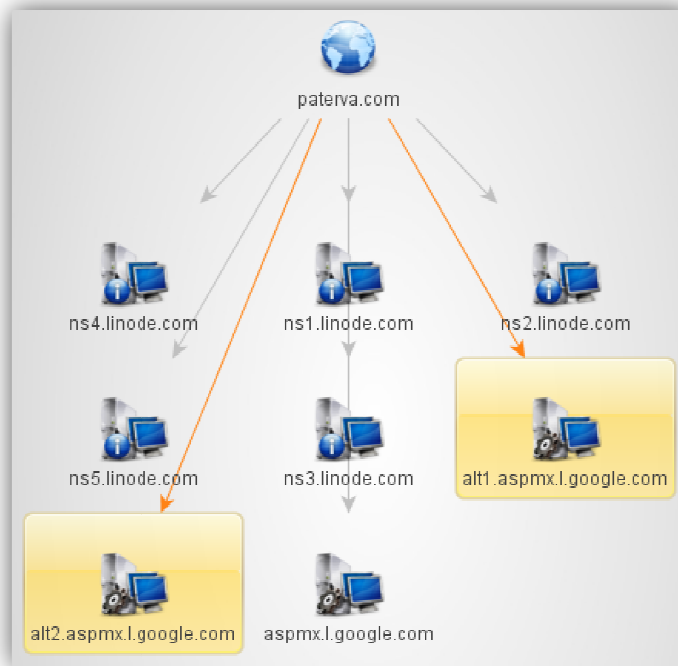 paterva.com
ns4.linode.com
ns1.linode.com
ns2.linode.com
ns5.linode.com
ns3.linode.com
alt1.aspmx.l.google.com
alt2.aspmx.l.google.com
aspmx.l.google.com